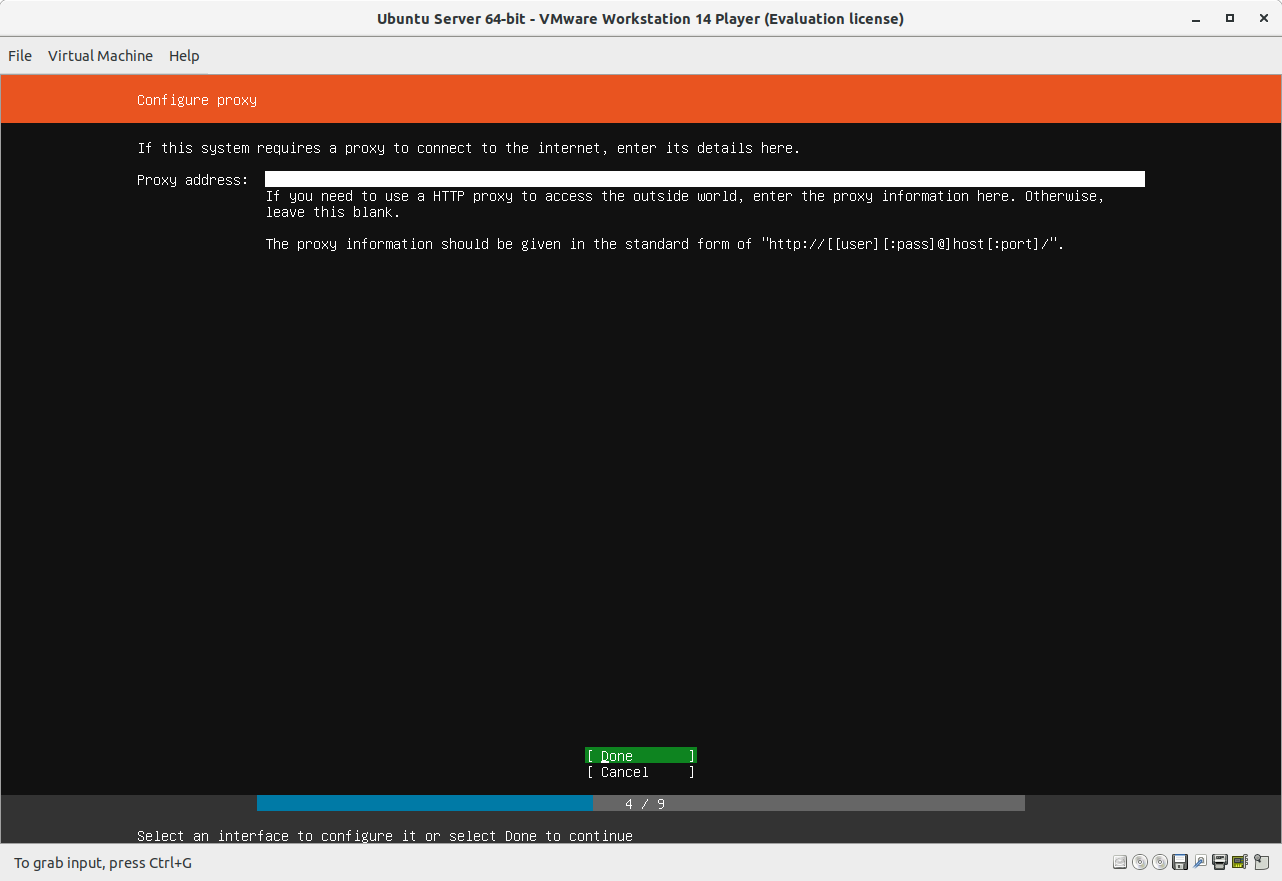 Ubuntu Server 64-bit - VMware Workstation 14 Player (Evaluation license)
File Virtual Machine Help
Configure proxy
If this system requires a proxy to connect to the internet, enter its details here.
Proxy address:
If you need to use a HTTP proxy to access the outside world, enter the proxy information here. Otherwise,
leave this blank.
The proxy information should be given in the standard form of "http://[[user][:pass]@]host[:port]/".
[ Done ]
[ Cancel ]
4 / 9
Select an interface to configure it or select Done to continue
To grab input, press Ctrl+G